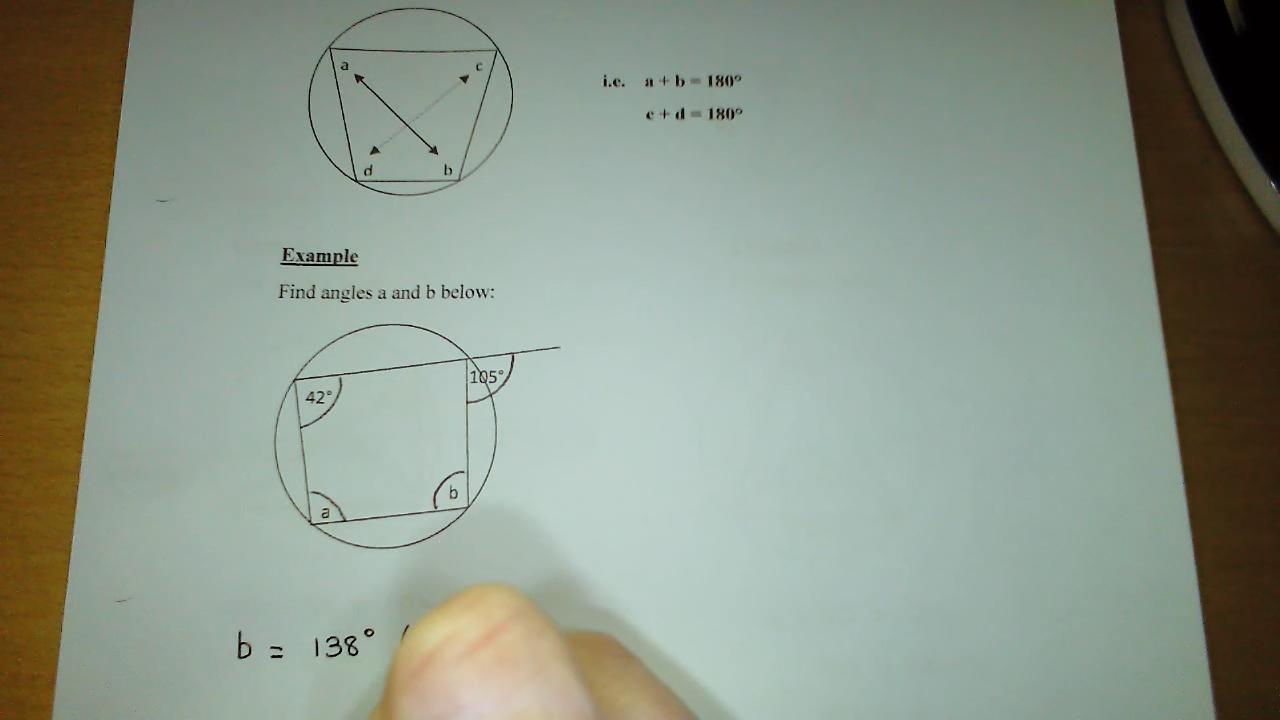 a
c
i.e. a + b = 180°
c + d = 180°
d
b
Example
Find angles a and b below:
42°
105°
a
b
b = 138° (